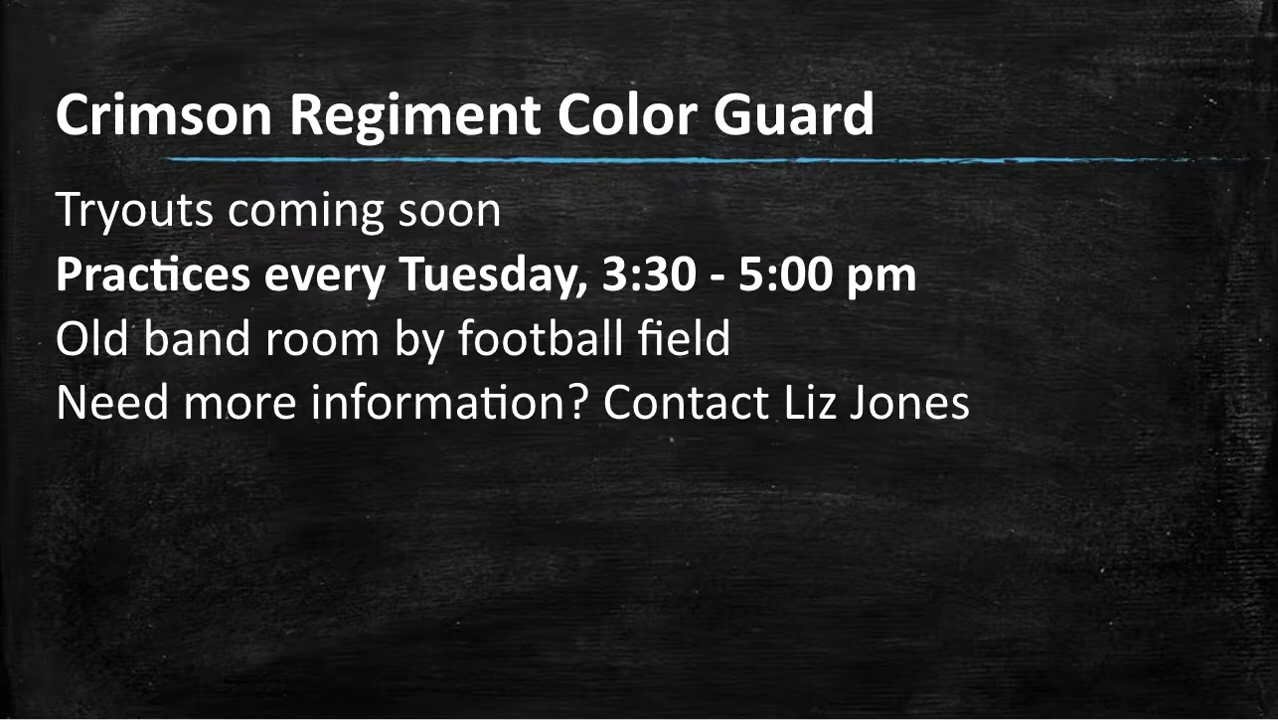 Crimson Regiment Color Guard
Tryouts coming soon
Practices every Tuesday, 3:30 - 5:00 pm
Old band room by football field
Need more information? Contact Liz Jones